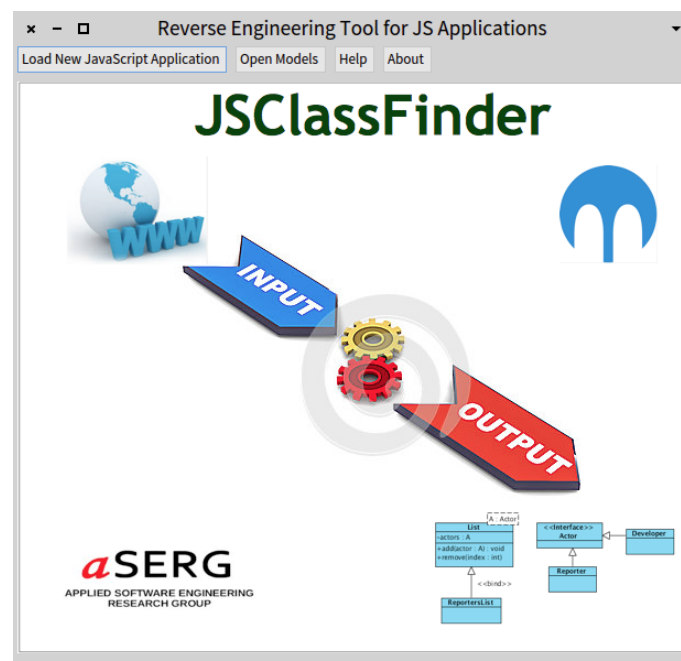 Reverse Engineering Tool for JS Applications
Load New JavaScript Application Open Models Help About
JSClassFinder
WWW
INPUT
OUTPUT
A : Actor
List
-actors : A
+add(actor : A) : void
+remove(index : int)
<<bind>>
ReportersList
<<Interface>>
Actor
Developer
Reporter
aSERG
APPLIED SOFTWARE ENGINEERING
RESEARCH GROUP